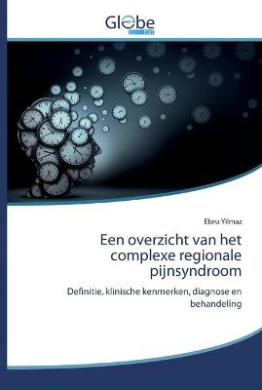 Globe
Edit
Ebru Yilmaz
Een overzicht van het
complexe regionale
pijnsyndroom
Definitie, klinische kenmerken, diagnose en
behandeling